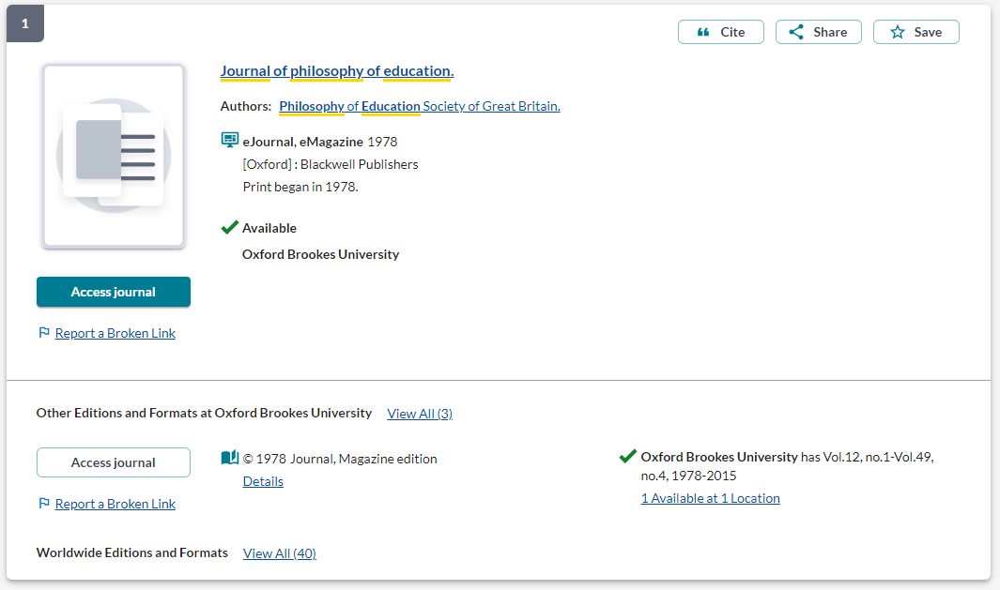 1
Cite Share Save
Journal of philosophy of education.
Authors: Philosophy of Education Society of Great Britain.
eJournal, eMagazine 1978
[Oxford] : Blackwell Publishers
Print began in 1978.
Available
Oxford Brookes University
Access journal
Report a Broken Link
Other Editions and Formats at Oxford Brookes University View All (3)
Access journal
Report a Broken Link
© 1978 Journal, Magazine edition
Details
Oxford Brookes University has Vol.12, no.1-Vol.49,
no.4, 1978-2015
1 Available at 1 Location
Worldwide Editions and Formats View All (40)